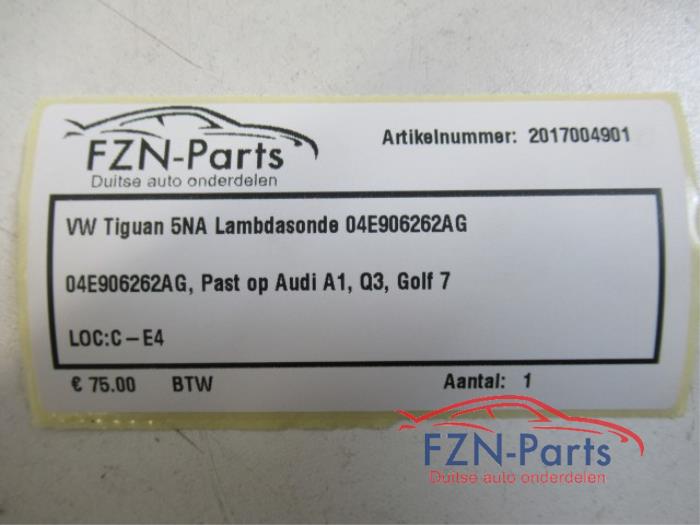 FZN-Parts
Duitse auto onderdelen
Artikelnummer: 2017004901
VW Tiguan 5NA Lambdasonde 04E906262AG
04E906262AG, Past op Audi A1, Q3, Golf 7
LOC:C-E4
€ 75.00 BTW Aantal: 1
FZN-Parts
Duitse auto onderdelen